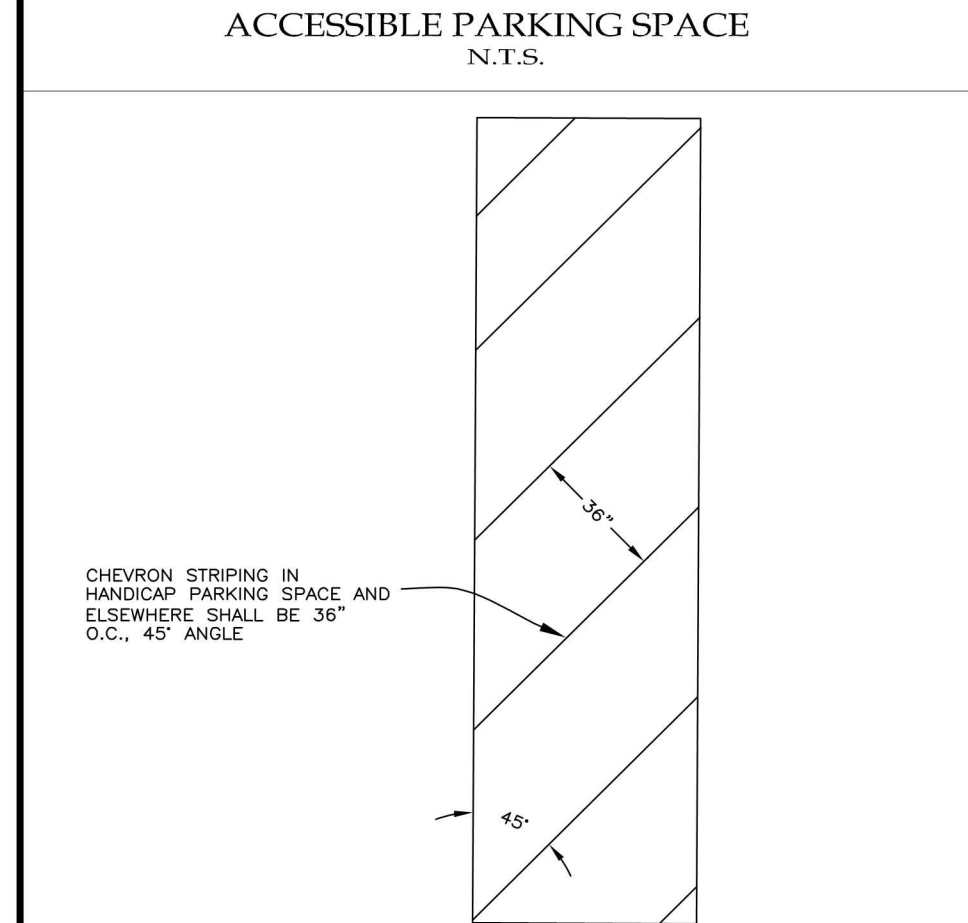 ACCESSIBLE PARKING SPACE
N.T.S.
36"
CHEVRON STRIPING IN
HANDICAP PARKING SPACE AND
ELSEWHERE SHALL BE 36"
O.C., 45° ANGLE
45°